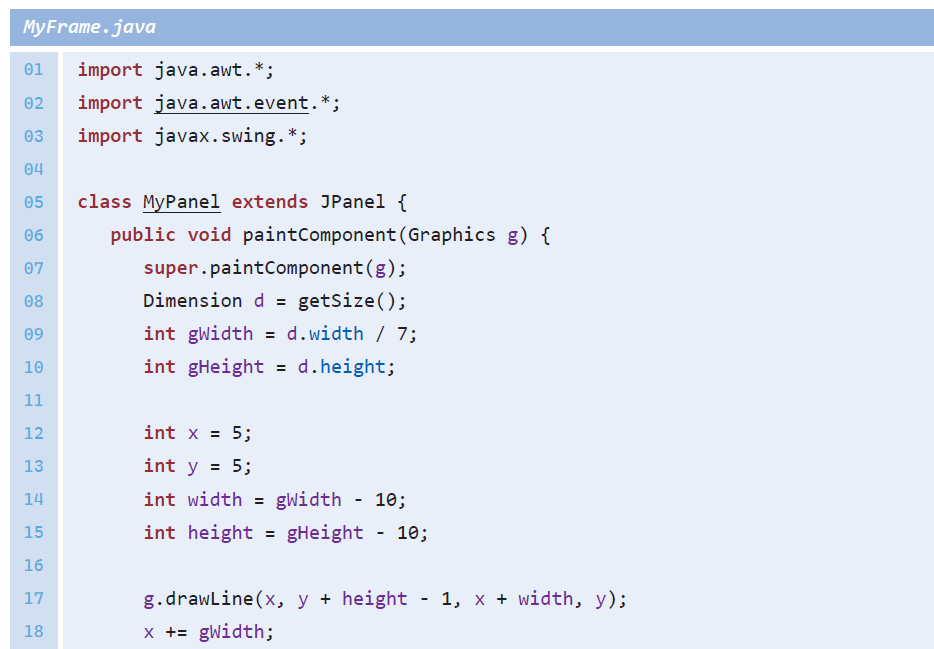 MyFrame.java
01 import java.awt.*;
02 import java.awt.event.*;
03 import javax.swing.*;
04
05 class MyPanel extends JPanel {
06    public void paintComponent(Graphics g) {
07       super.paintComponent(g);
08       Dimension d = getSize();
09       int gWidth = d.width / 7;
10       int gHeight = d.height;
11
12       int x = 5;
13       int y = 5;
14       int width = gWidth - 10;
15       int height = gHeight - 10;
16
17       g.drawLine(x, y + height - 1, x + width, y);
18       x += gWidth;